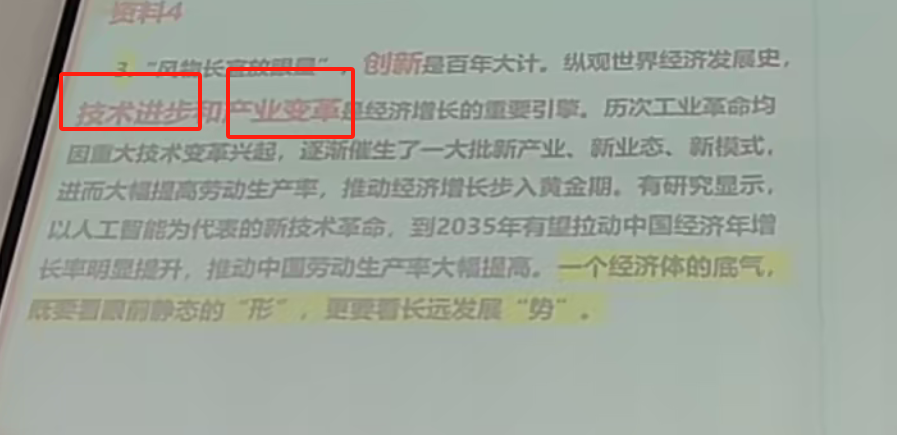 资料4
3."风物长宜放眼量",创新是百年大计。纵观世界经济发展史,
技术进步和产业变革是经济增长的重要引擎。历次工业革命均
因重大技术变革兴起,逐渐催生了一大批新产业、新业态、新模式,
进而大幅提高劳动生产率,推动经济增长步入黄金期。有研究显示,
以人工智能为代表的新技术革命,到2035年有望拉动中国经济年增
长率明显提升,推动中国劳动生产率大幅提高。一个经济体的底气,
既要看眼前静态的"形",更要看长远发展"势"。